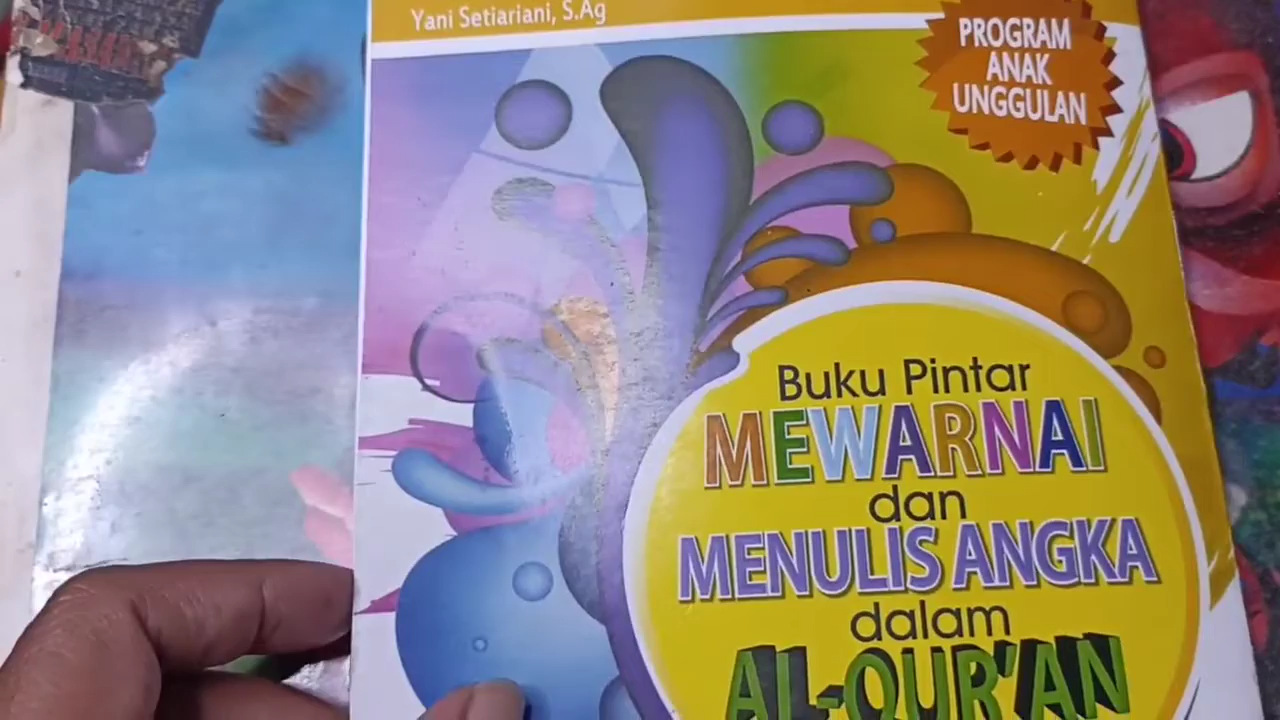 Yani Setiariani, S.Ag
PROGRAM
ANAK
UNGGULAN
Buku Pintar
MEWARNAI
dan
MENULIS ANGKA
dalam
AL-QUR'AN